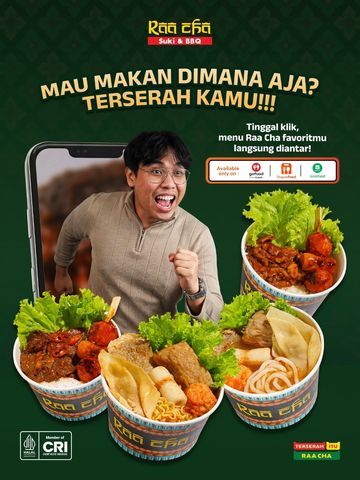 Raa cha
Suki & BBQ
MAU MAKAN DIMANA AJA?
TERSERAH KAMU!!!
Tinggal klik,
menu Raa Cha favoritmu
langsung diantar!
Available
only on
gofood
ShopeeFood
GrabFood
Raa cha
Raa cha
Raa cha
Raa cha
HALAL
INDONESIA
Member of
CRI
TERSERAH ITU
RAA CHA